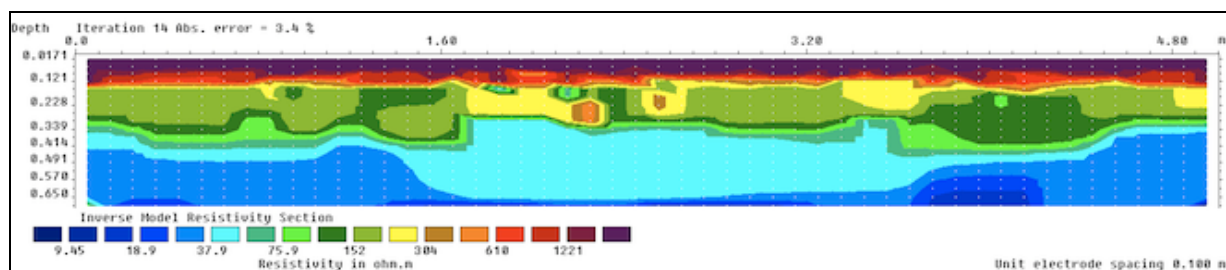 Depth Iteration 14 Abs. error = 3.4 %
0.0 1.60 3.20 4.80 m
0.0171
0.121
0.228
0.339
0.414
0.491
0.570
0.650
Inverse Model Resistivity Section
9.45 18.9 37.9 75.9 152 304 610 1221
Resistivity in ohm.m
Unit electrode spacing 0.100 m